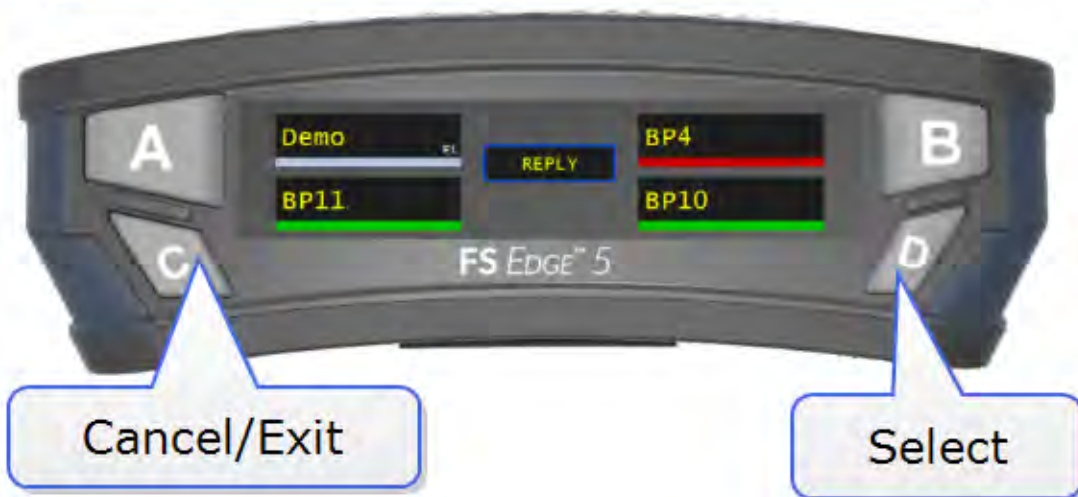 A
Demo
BP4
B
REPLY
BP11
BP10
C
FS EDGE™ 5
D
Cancel/Exit
Select